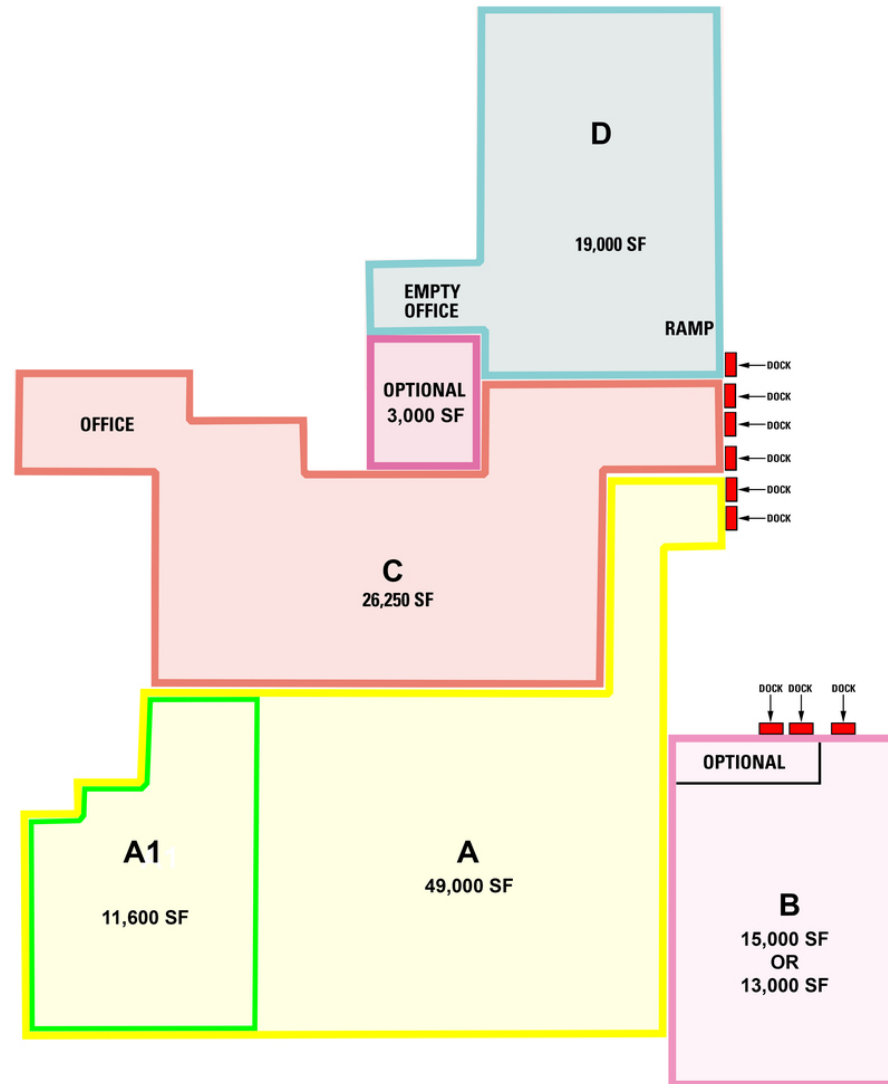 D
19,000 SF
EMPTY
OFFICE
RAMP
OPTIONAL
3,000 SF
OFFICE
DOCK
DOCK
DOCK
DOCK
DOCK
DOCK
C
26,250 SF
DOCK DOCK DOCK
OPTIONAL
A1
11,600 SF
A
49,000 SF
B
15,000 SF
OR
13,000 SF